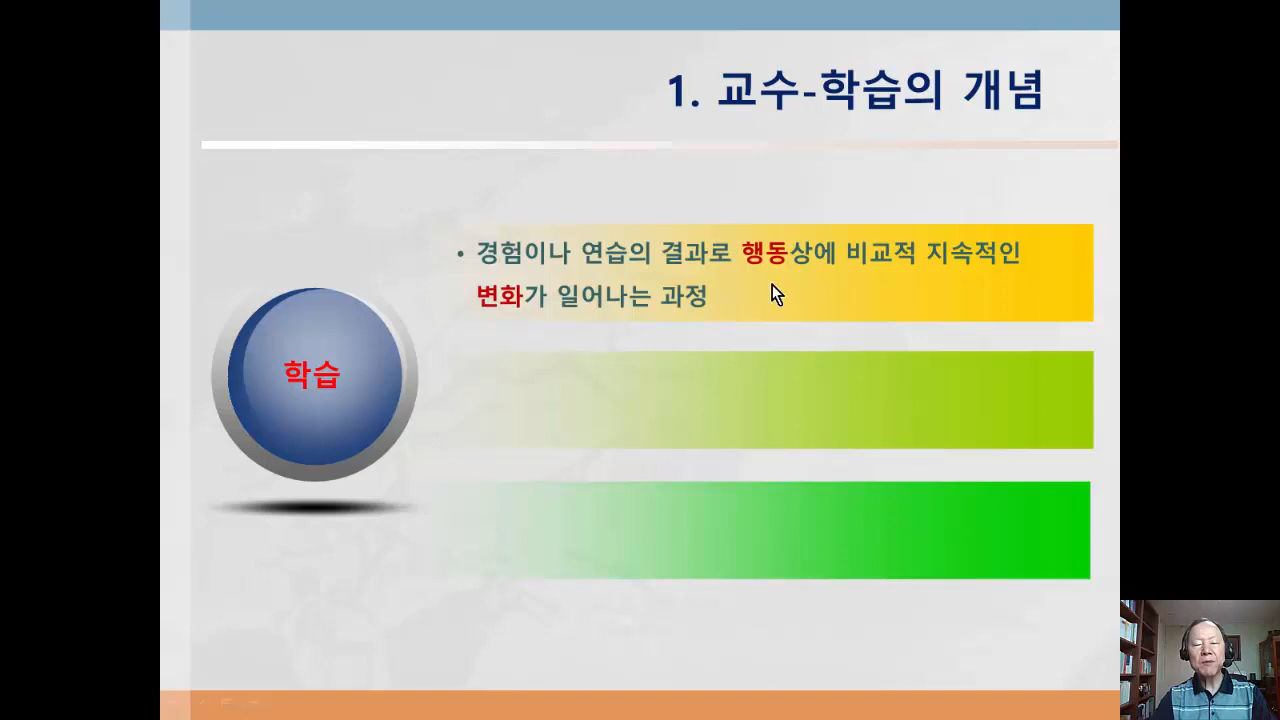 1. 교수-학습의 개념
• 경험이나 연습의 결과로 행동상에 비교적 지속적인
변화가 일어나는 과정
학습